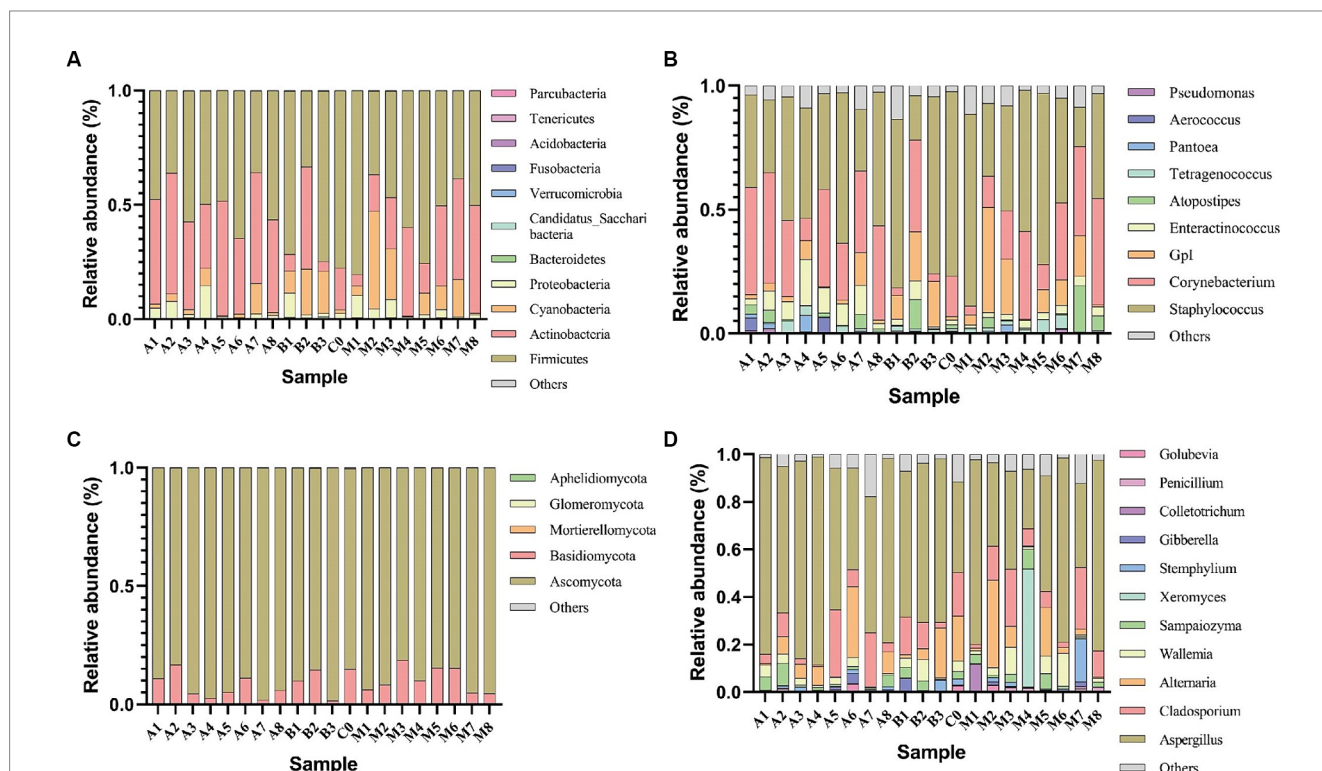 A
Relative abundance (%)
1.0
0.5
0.0
A1 A2 A3 A4 A5 A6 A7 A8 B1 B2 B3 C0 M1 M2 M3 M4 M5 M6 M7 M8
Sample
Parcubacteria
Tenericutes
Acidobacteria
Fusobacteria
Verrucomicrobia
Candidatus_Sacchari
bacteria
Bacteroidetes
Proteobacteria
Cyanobacteria
Actinobacteria
Firmicutes
Others
B
Relative abundance (%)
1.0
0.5
0.0
A1 A2 A3 A4 A5 A6 A7 A8 B1 B2 B3 C0 M1 M2 M3 M4 M5 M6 M7 M8
Sample
Pseudomonas
Aerococcus
Pantoea
Tetragenococcus
Atopostipes
Enteractinococcus
GpI
Corynebacterium
Staphylococcus
Others
C
Relative abundance (%)
1.0
0.5
0.0
A1 A2 A3 A4 A5 A6 A7 A8 B1 B2 B3 C0 M1 M2 M3 M4 M5 M6 M7 M8
Sample
Aphelidiomycota
Glomeromycota
Mortierellomycota
Basidiomycota
Ascomycota
Others
D
Relative abundance (%)
1.0
0.8
0.6
0.4
0.2
0.0
A1 A2 A3 A4 A5 A6 A7 A8 B1 B2 B3 C0 M1 M2 M3 M4 M5 M6 M7 M8
Sample
Golubevia
Penicillium
Colletotrichum
Gibberella
Stemphylium
Xeromyces
Sampaiozyma
Wallemia
Alternaria
Cladosporium
Aspergillus
Others